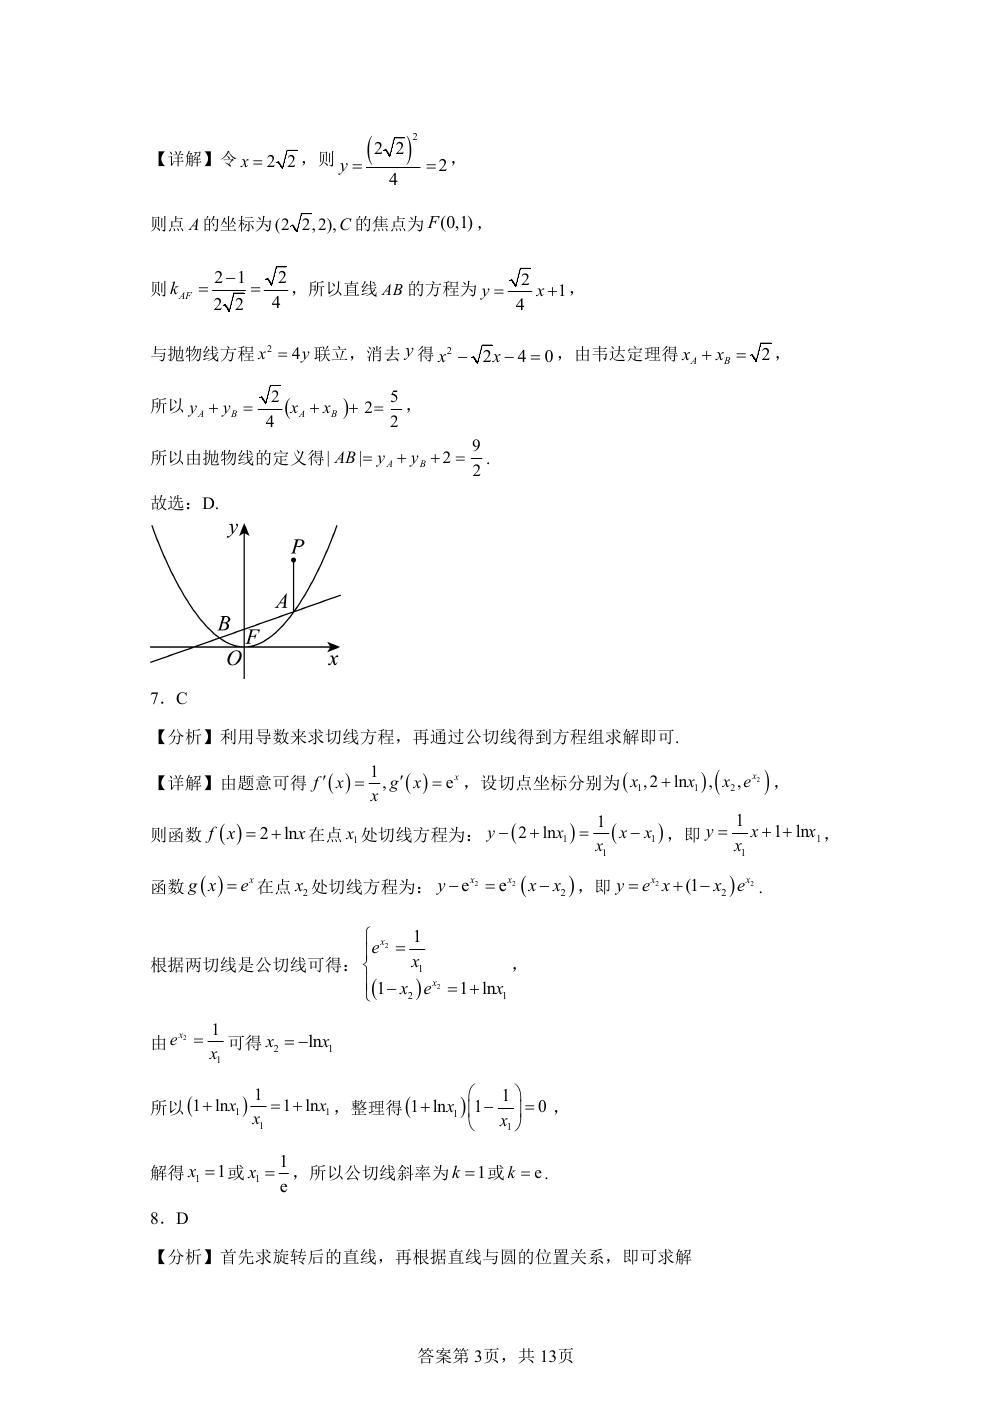 【详解】令 x = 2√2，则 y = (2√2)²/4 = 2，
则点 A 的坐标为 (2√2, 2), C 的焦点为 F(0,1)，
则 k_AF = (2−1)/(2√2) = √2/4，所以直线 AB 的方程为 y = (√2/4)x + 1，
与抛物线方程 x² = 4y 联立，消去 y 得 x² − √2x − 4 = 0，由韦达定理得 x_A + x_B = √2，
所以 y_A + y_B = (√2/4)(x_A + x_B) + 2 = 5/2，
所以由抛物线的定义得 | AB |= y_A + y_B + 2 = 9/2 .
故选：D.
y
P
A
B
F
O
x
7．C
【分析】利用导数来求切线方程，再通过公切线得到方程组求解即可.
【详解】由题意可得 f′(x) = 1/x, g′(x) = e^x，设切点坐标分别为 (x₁, 2 + lnx₁), (x₂, e^{x₂})，
则函数 f(x) = 2 + lnx 在点 x₁ 处切线方程为：y − (2 + lnx₁) = (1/x₁)(x − x₁)，即 y = (1/x₁)x + 1 + lnx₁，
函数 g(x) = e^x 在点 x₂ 处切线方程为：y − e^{x₂} = e^{x₂}(x − x₂)，即 y = e^{x₂}x + (1 − x₂)e^{x₂} .
根据两切线是公切线可得：{ e^{x₂} = 1/x₁
(1 − x₂)e^{x₂} = 1 + lnx₁ ，
由 e^{x₂} = 1/x₁ 可得 x₂ = −lnx₁
所以 (1 + lnx₁)(1/x₁) = 1 + lnx₁，整理得 (1 + lnx₁)(1 − 1/x₁) = 0 ，
解得 x₁ = 1 或 x₁ = 1/e，所以公切线斜率为 k = 1 或 k = e .
8．D
【分析】首先求旋转后的直线，再根据直线与圆的位置关系，即可求解
答案第 3页，共 13页